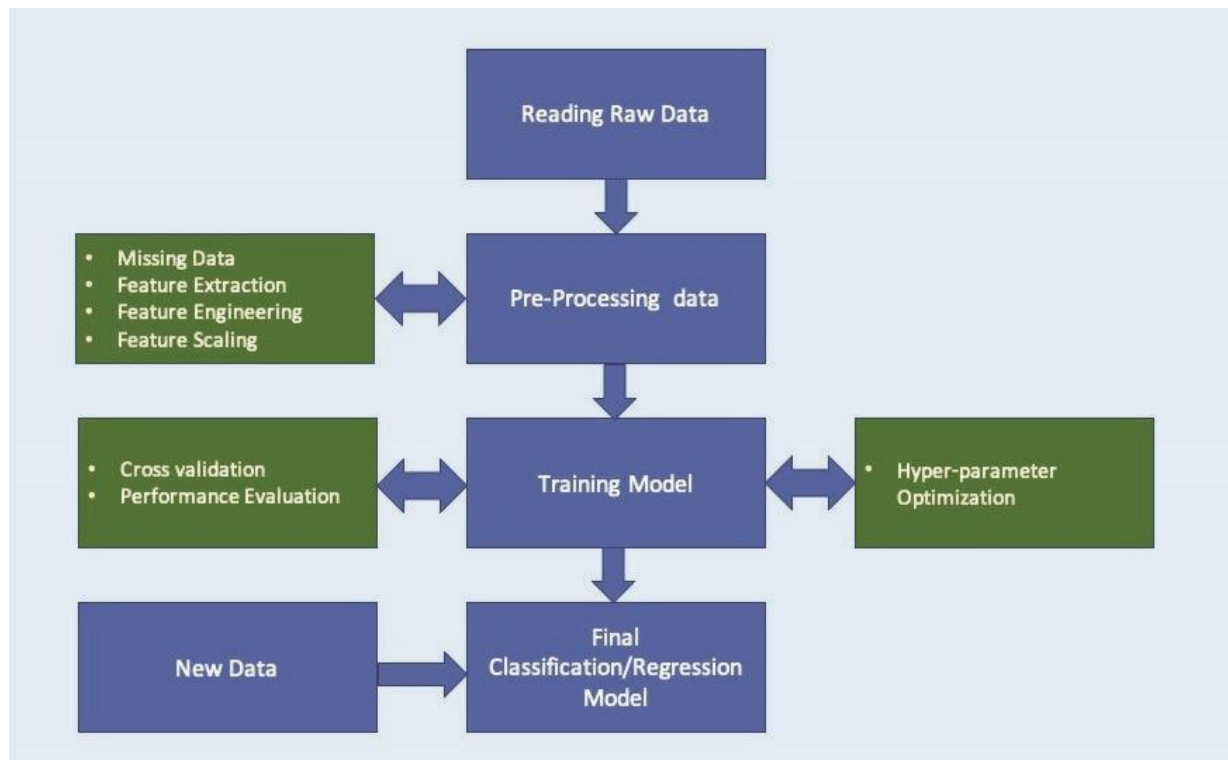 Reading Raw Data
• Missing Data
• Feature Extraction
• Feature Engineering
• Feature Scaling
Pre-Processing data
• Cross validation
• Performance Evaluation
Training Model
• Hyper-parameter
Optimization
New Data
Final
Classification/Regression
Model